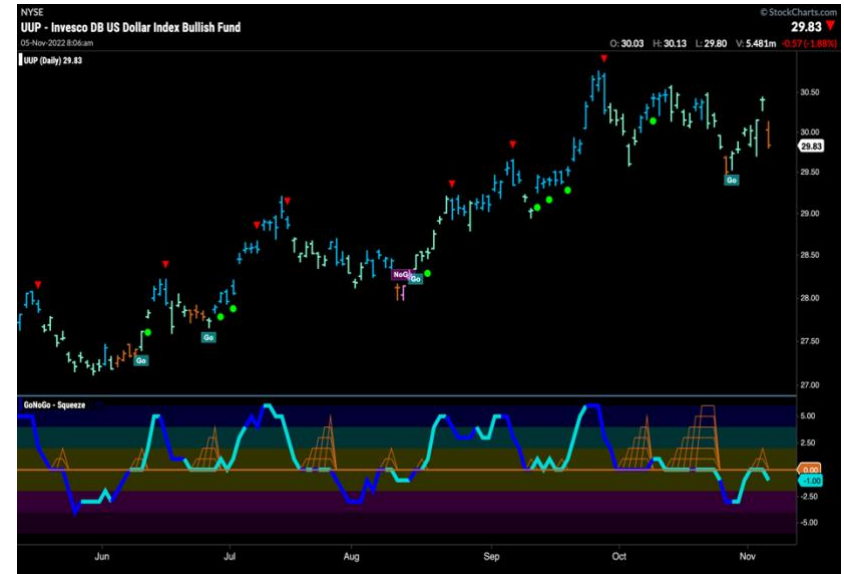 NYSE
© StockCharts.com
UUP - Invesco DB US Dollar Index Bullish Fund
29.83
05-Nov-2022 8:06am
O: 30.03 H: 30.13 L: 29.80 V: 5.481m -0.57 (-1.88%)
UUP (Daily) 29.83
30.50
30.00
29.83
29.50
Go
29.00
28.50
NoGo
Go
28.00
Go
27.50
Go
27.00
GoNoGo - Squeeze
5.00
2.50
0.00
-1.00
-2.50
-5.00
Jun Jul Aug Sep Oct Nov